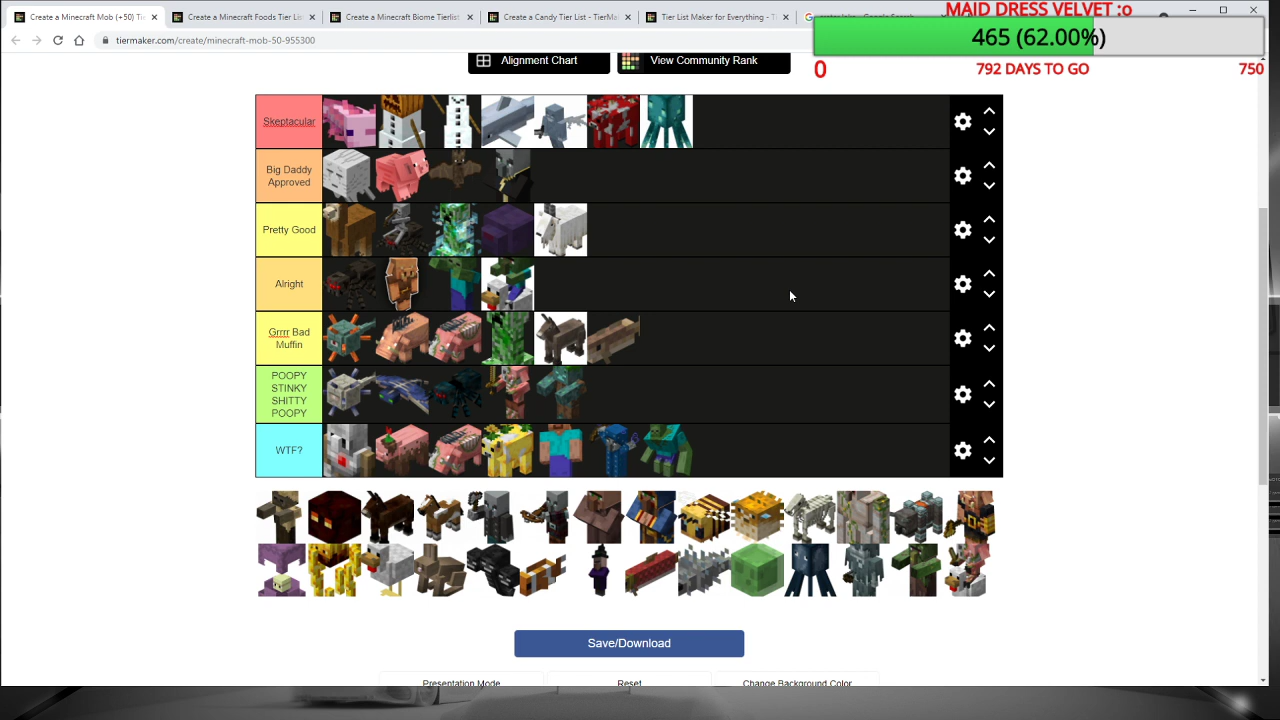 Create a Minecraft Mob (+50) Ti
Create a Minecraft Foods Tier Lis
Create a Minecraft Biome Tierlist
Create a Candy Tier List - TierMa
Tier List Maker for Everything - Ti
MAID DRESS VELVET :o
tiermaker.com/create/minecraft-mob-50-955300
465 (62.00%)
0
792 DAYS TO GO
750
Alignment Chart
View Community Rank
Skeptacular
Big Daddy
Approved
Pretty Good
Alright
Grrrr Bad
Muffin
POOPY
STINKY
SHITTY
POOPY
WTF?
Save/Download
Presentation Mode
Reset
Change Background Color